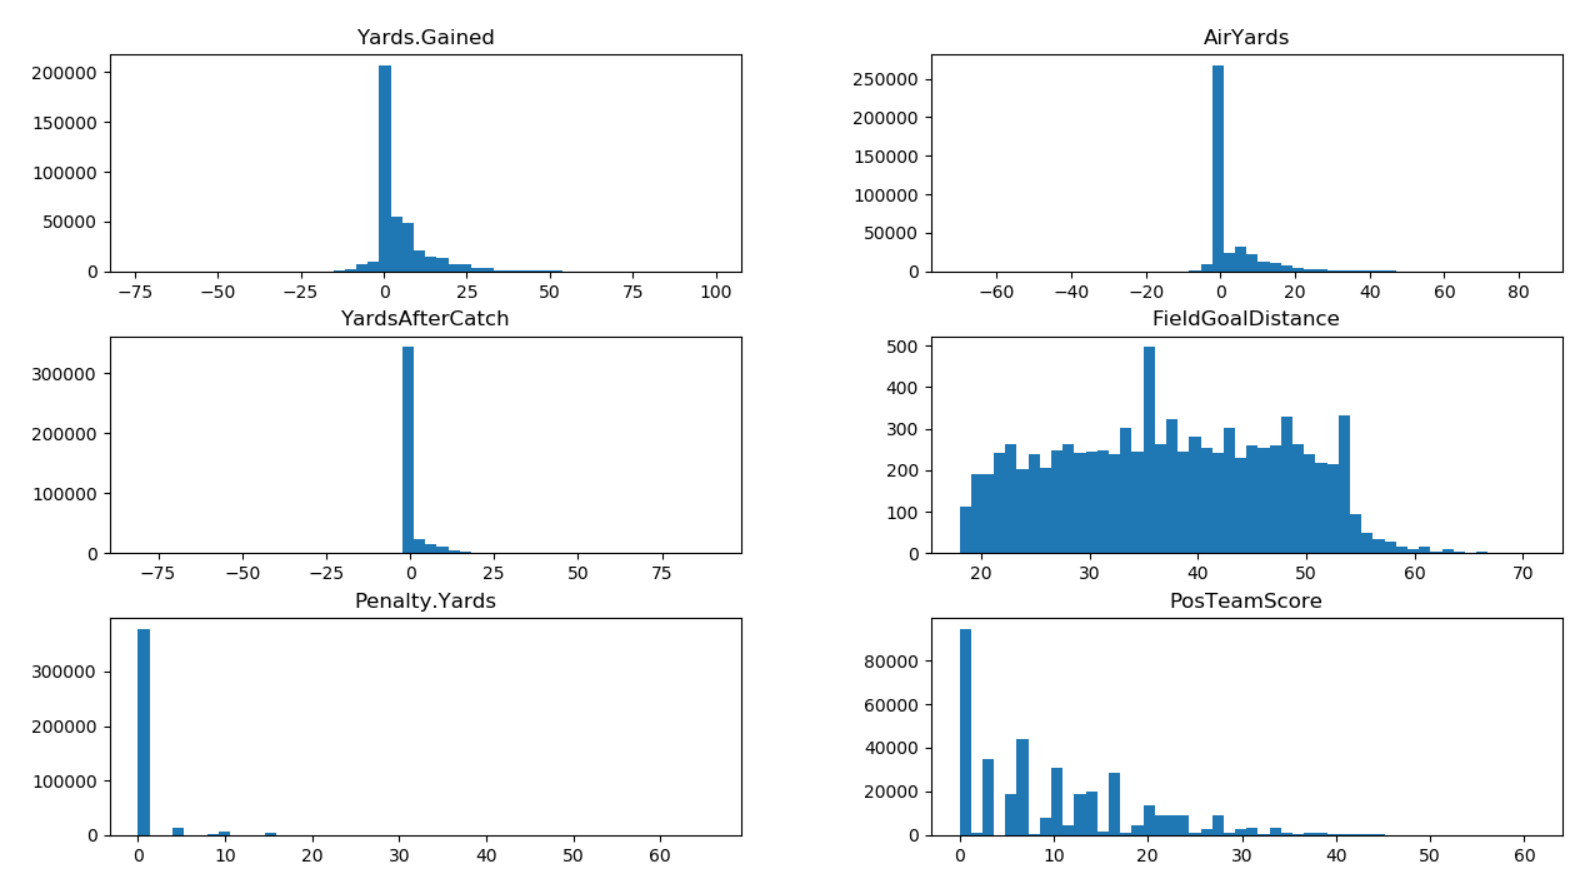 Yards.Gained
200000
150000
100000
50000
0
−75 −50 −25 0 25 50 75 100
AirYards
250000
200000
150000
100000
50000
0
−60 −40 −20 0 20 40 60 80
YardsAfterCatch
300000
200000
100000
0
−75 −50 −25 0 25 50 75
FieldGoalDistance
500
400
300
200
100
0
20 30 40 50 60 70
Penalty.Yards
300000
200000
100000
0
0 10 20 30 40 50 60
PosTeamScore
80000
60000
40000
20000
0
0 10 20 30 40 50 60